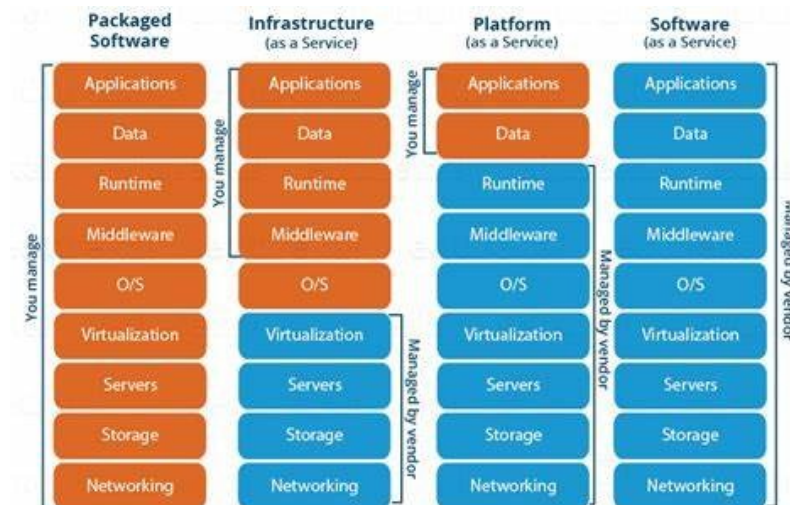 Packaged
Software
Infrastructure
(as a Service)
Platform
(as a Service)
Software
(as a Service)
You manage
Applications
Data
Runtime
Middleware
O/S
Virtualization
Servers
Storage
Networking
You manage
Applications
Data
Runtime
Middleware
O/S
Virtualization
Servers
Storage
Networking
Managed by vendor
You manage
Applications
Data
Runtime
Middleware
O/S
Virtualization
Servers
Storage
Networking
Managed by vendor
Applications
Data
Runtime
Middleware
O/S
Virtualization
Servers
Storage
Networking
Managed by vendor